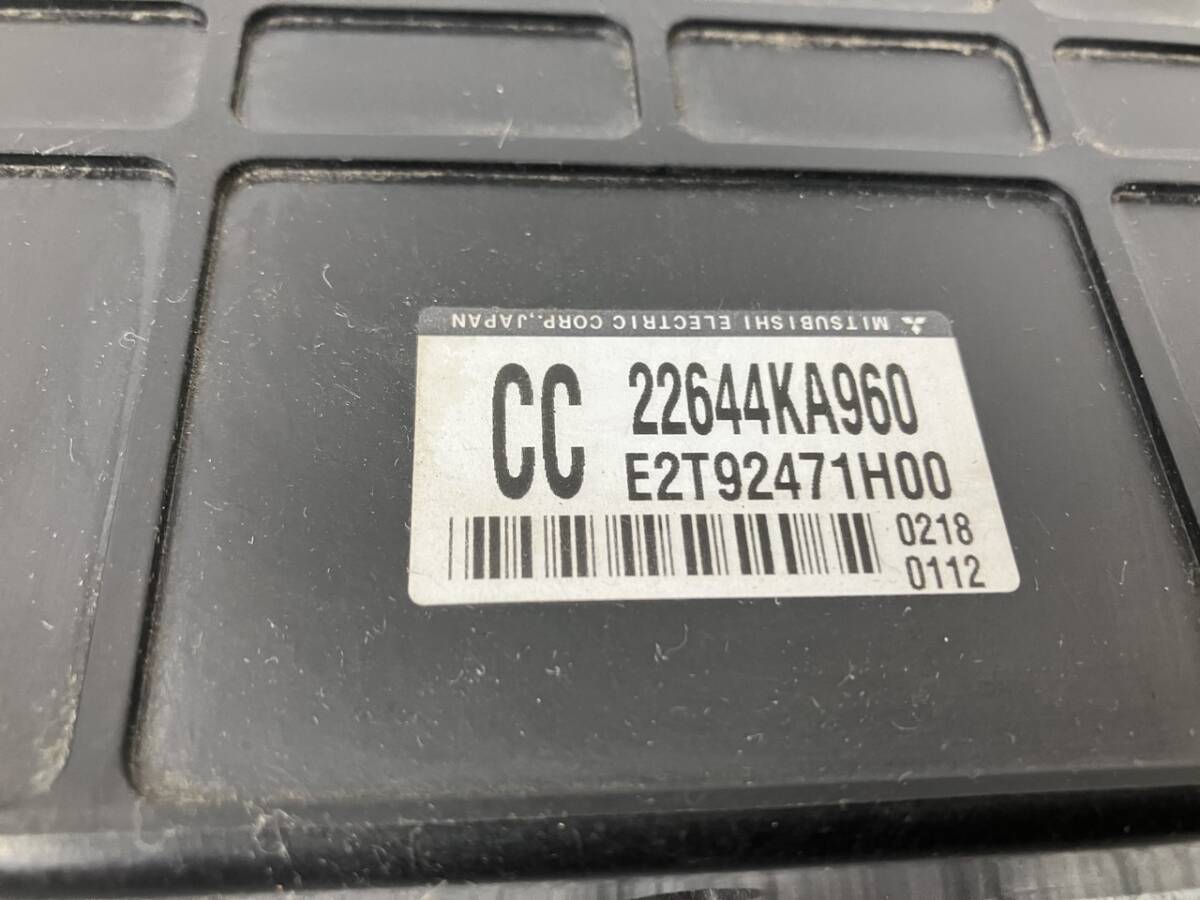 MITSUBISHI ELECTRIC CORP.,JAPAN
CC 22644KA960
E2T92471H00
0218
0112